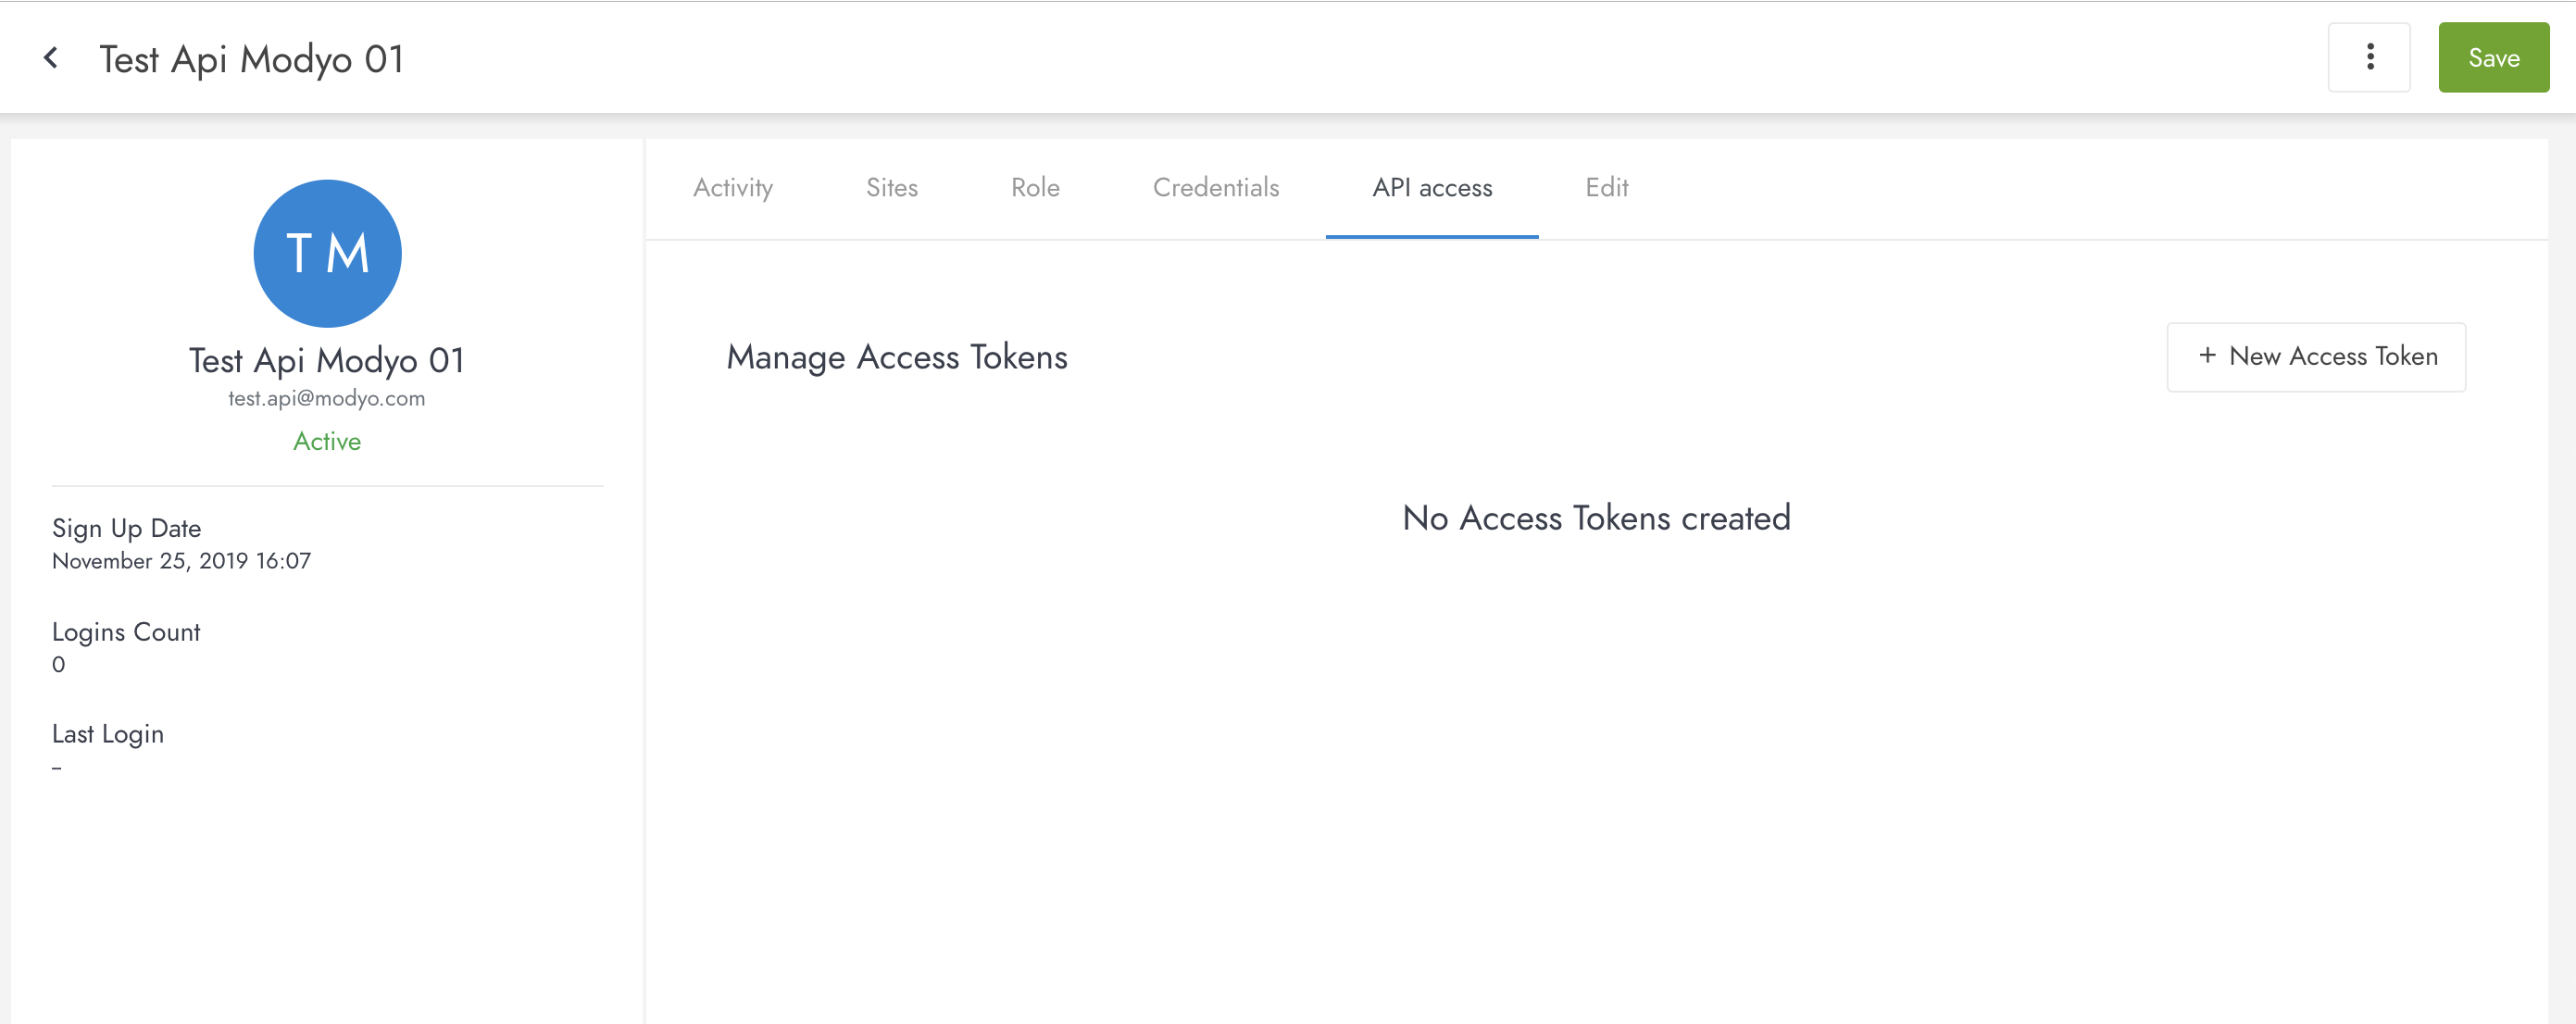 Test Api Modyo 01
Save
TM
Test Api Modyo 01
test.api@modyo.com
Active
Sign Up Date
November 25, 2019 16:07
Logins Count
0
Last Login
–
Activity Sites Role Credentials API access Edit
Manage Access Tokens
+ New Access Token
No Access Tokens created